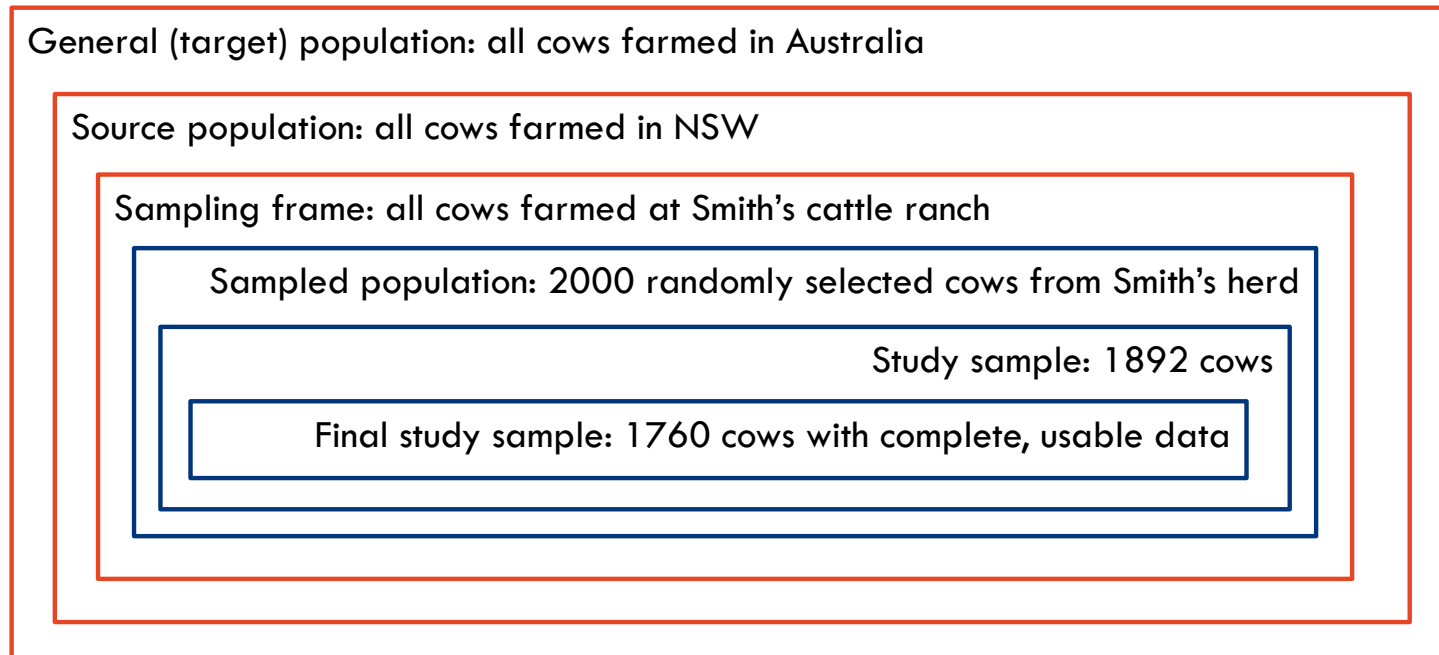 General (target) population: all cows farmed in Australia
Source population: all cows farmed in NSW
Sampling frame: all cows farmed at Smith’s cattle ranch
Sampled population: 2000 randomly selected cows from Smith’s herd
Study sample: 1892 cows
Final study sample: 1760 cows with complete, usable data